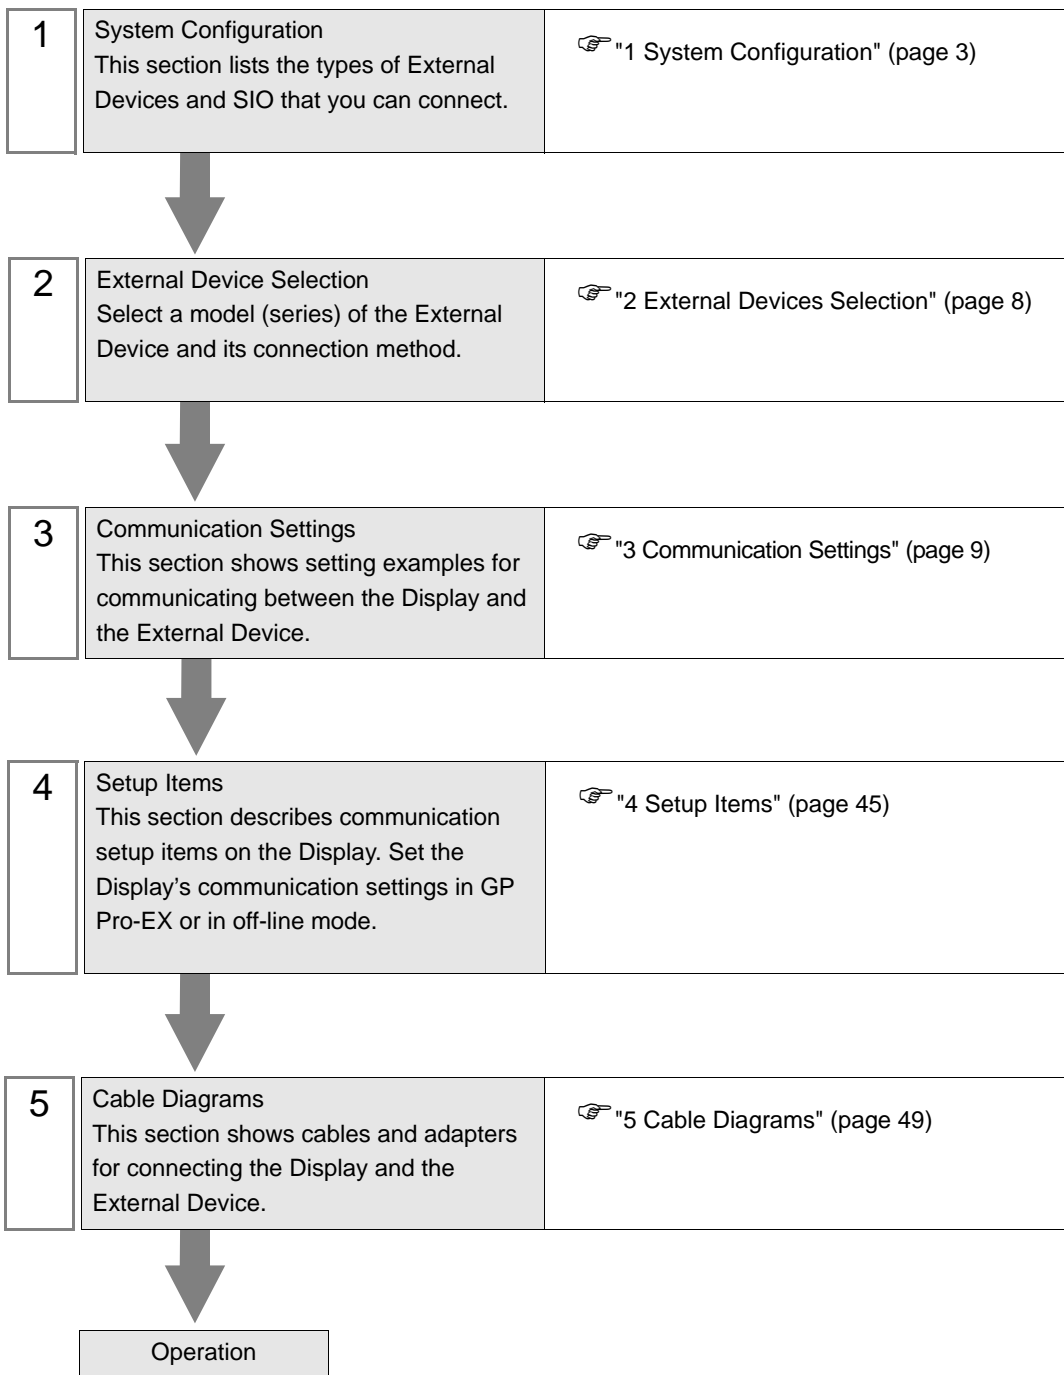 1
System Configuration
This section lists the types of External
Devices and SIO that you can connect.
"1 System Configuration" (page 3)
2
External Device Selection
Select a model (series) of the External
Device and its connection method.
"2 External Devices Selection" (page 8)
3
Communication Settings
This section shows setting examples for
communicating between the Display and
the External Device.
"3 Communication Settings" (page 9)
4
Setup Items
This section describes communication
setup items on the Display. Set the
Display's communication settings in GP
Pro-EX or in off-line mode.
"4 Setup Items" (page 45)
5
Cable Diagrams
This section shows cables and adapters
for connecting the Display and the
External Device.
"5 Cable Diagrams" (page 49)
Operation